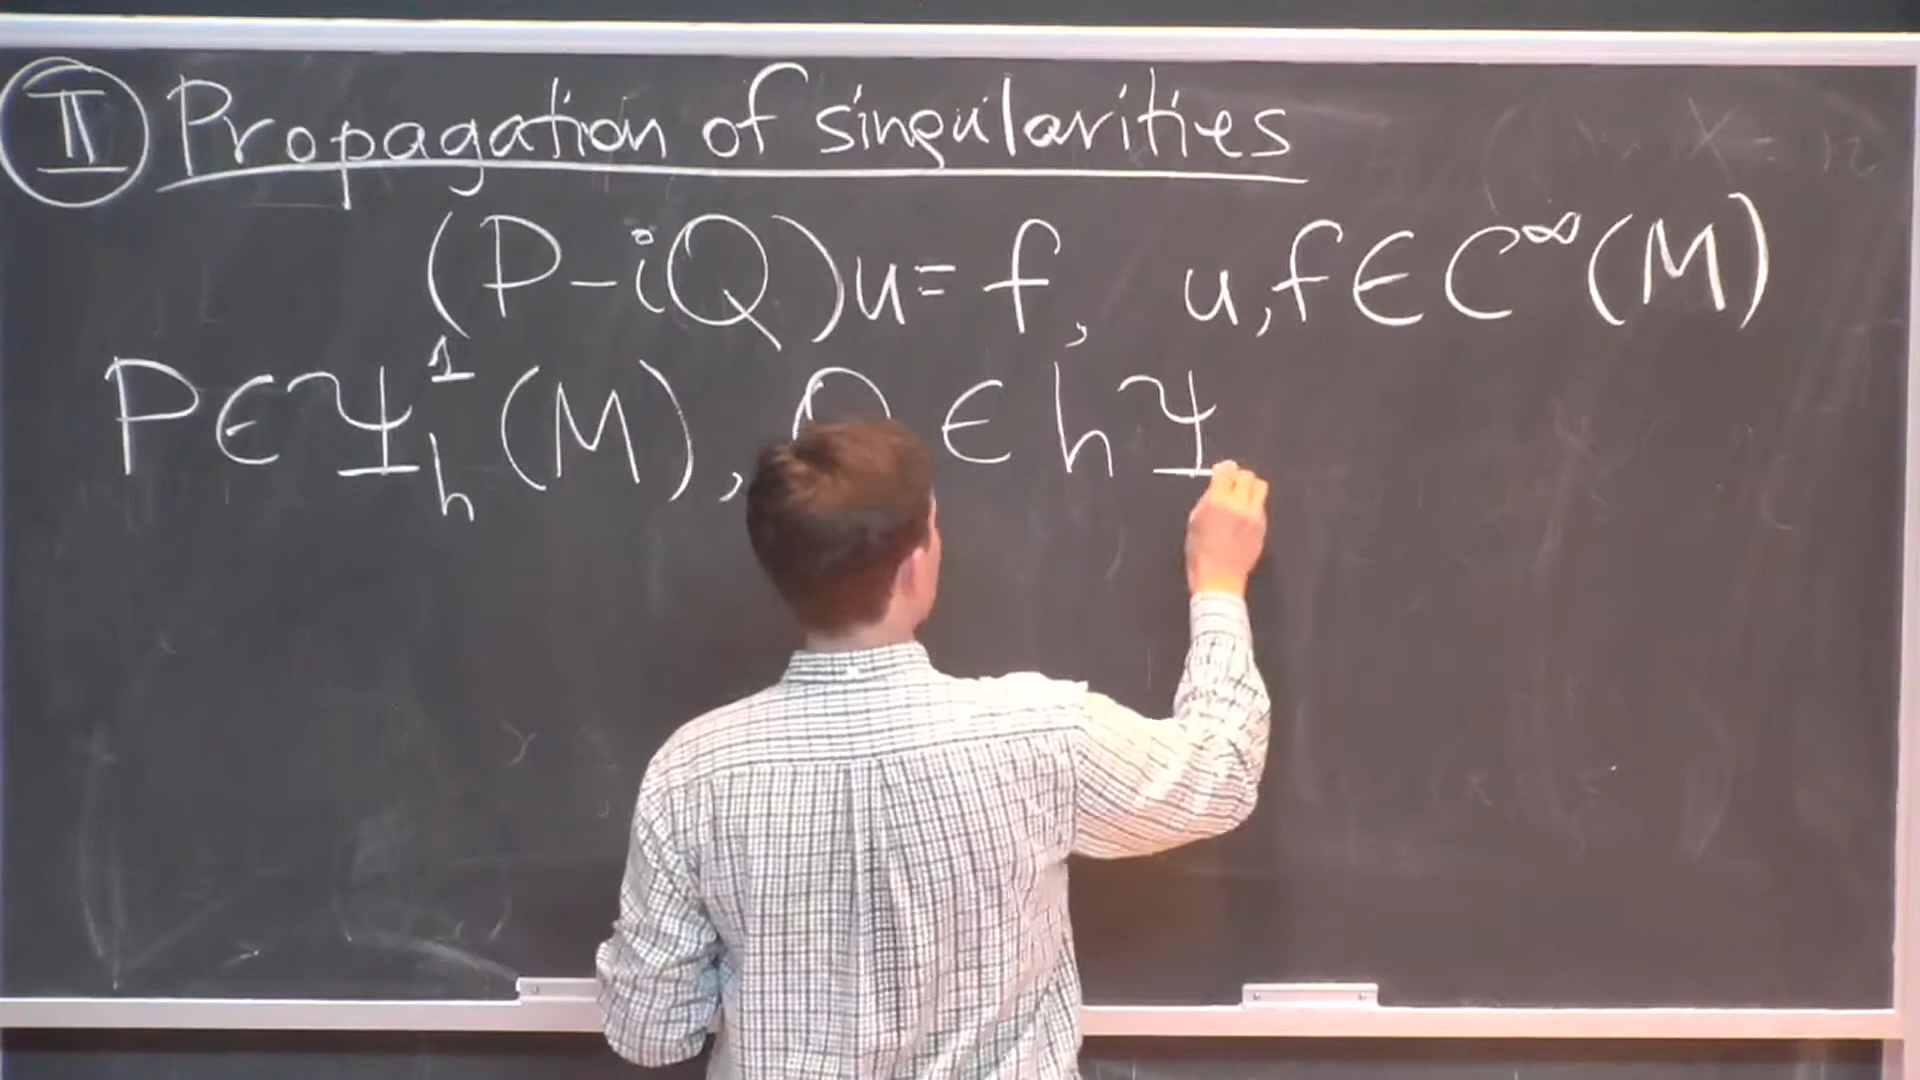 II Propagation of singularities
(P-iQ)u=f, u,f∈C^∞(M)
P∈Ψ_h^1(M), ∈ hΨ